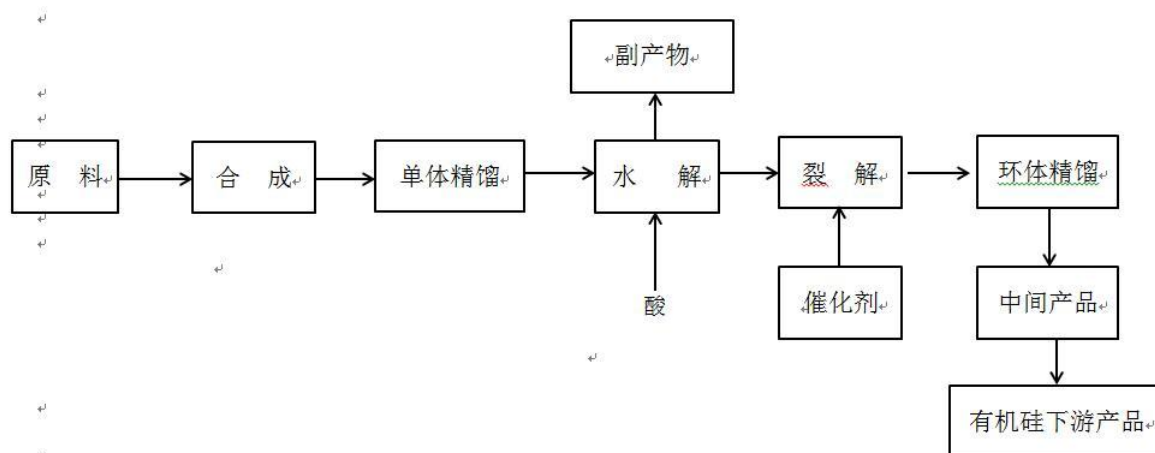 副产物
原 料
合 成
单体精馏
水 解
裂 解
环体精馏
酸
催化剂
中间产品
有机硅下游产品